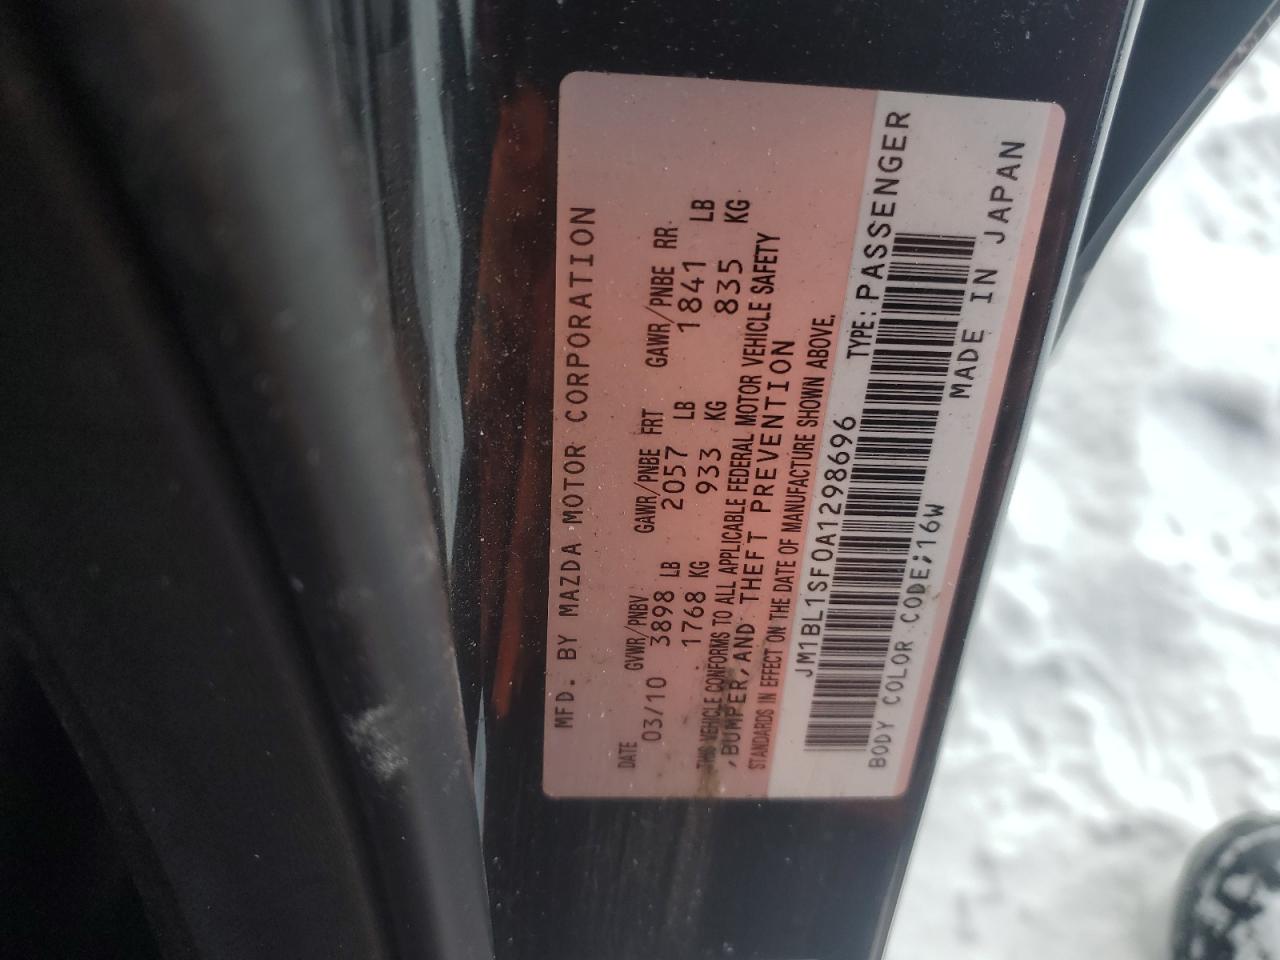 MFD. BY MAZDA MOTOR CORPORATION
DATE GVWR/PNBV GAWR/PNBE FRT GAWR/PNBE RR.
03/10 3898 LB 2057 LB 1841 LB
1768 KG 933 KG 835 KG
THIS VEHICLE CONFORMS TO ALL APPLICABLE FEDERAL MOTOR VEHICLE SAFETY
,BUMPER,AND THEFT PREVENTION
STANDARDS IN EFFECT ON THE DATE OF MANUFACTURE SHOWN ABOVE.
JM1BL1SF0A1298696 TYPE:PASSENGER
BODY COLOR CODE;16W MADE IN JAPAN